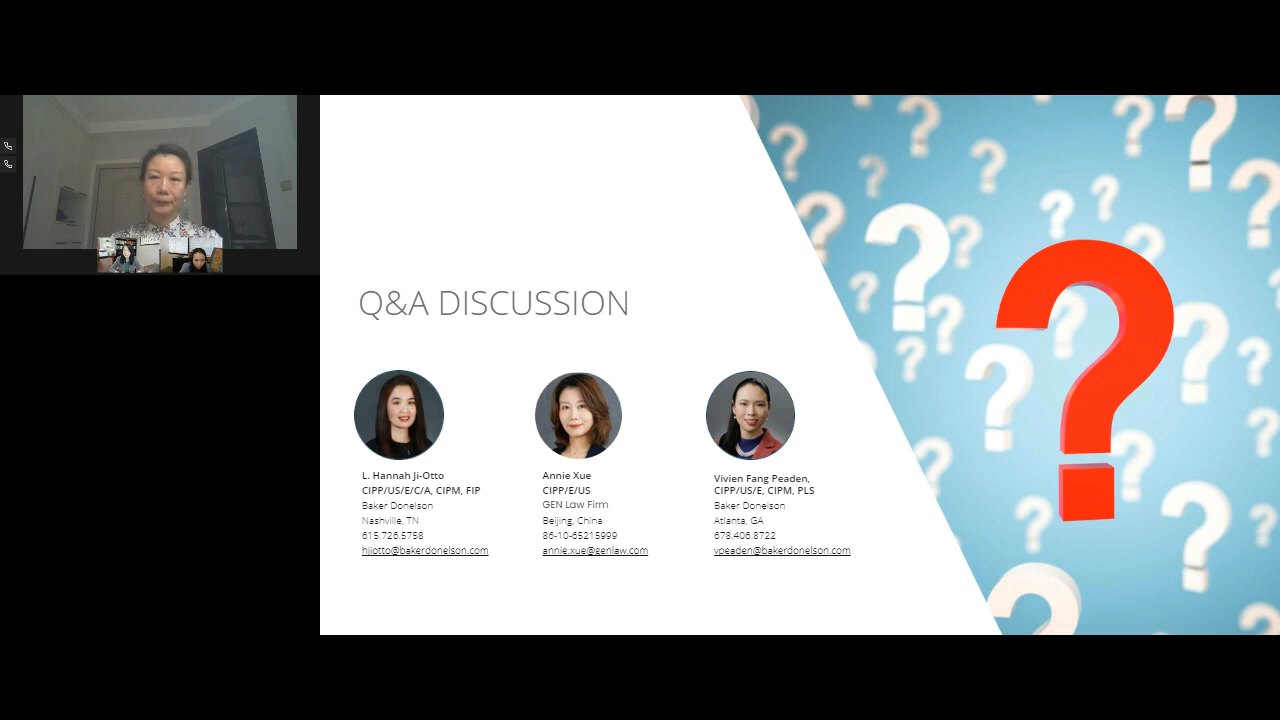 Q&A DISCUSSION
L. Hannah Ji-Otto
CIPP/US/E/C/A, CIPM, FIP
Baker Donelson
Nashville, TN
615.726.5758
hjiotto@bakerdonelson.com
Annie Xue
CIPP/E/US
GEN Law Firm
Beijing, China
86-10-65215999
annie.xue@genlaw.com
Vivien Fang Peaden,
CIPP/US/E, CIPM, PLS
Baker Donelson
Atlanta, GA
678.406.8722
vpeaden@bakerdonelson.com